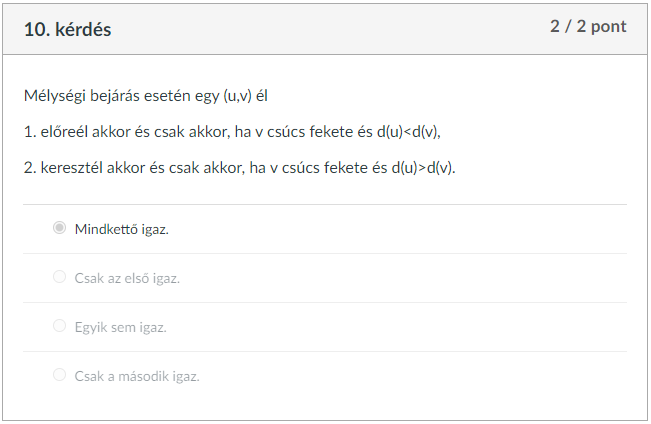 10. kérdés
2 / 2 pont
Mélységi bejárás esetén egy (u,v) él
1. előreél akkor és csak akkor, ha v csúcs fekete és d(u)<d(v),
2. keresztél akkor és csak akkor, ha v csúcs fekete és d(u)>d(v).
Mindkettő igaz.
Csak az első igaz.
Egyik sem igaz.
Csak a második igaz.